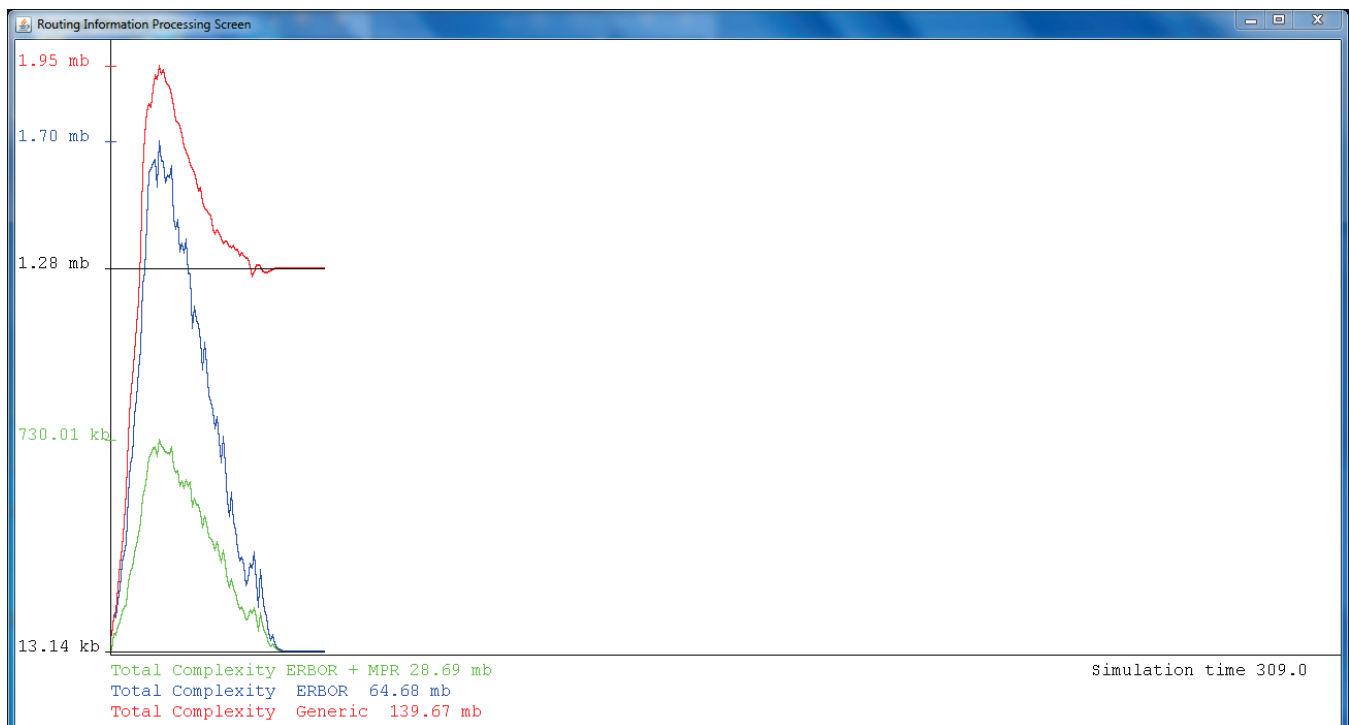 Routing Information Processing Screen
1.95 mb
1.70 mb
1.28 mb
730.01 kb
13.14 kb
Total Complexity ERBOR + MPR 28.69 mb
Simulation time 309.0
Total Complexity ERBOR 64.68 mb
Total Complexity Generic 139.67 mb